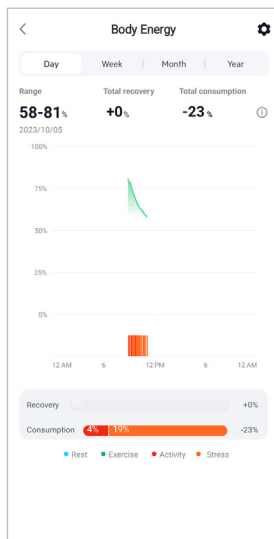 Body Energy
Day Week Month Year
Range Total recovery Total consumption
58-81% +0% -23%
2023/10/05
100%
75%
50%
25%
0%
12 AM 6 12 PM 6 12 AM
Recovery 0% +0%
Consumption 4% 19% -23%
Rest Exercise Activity Stress